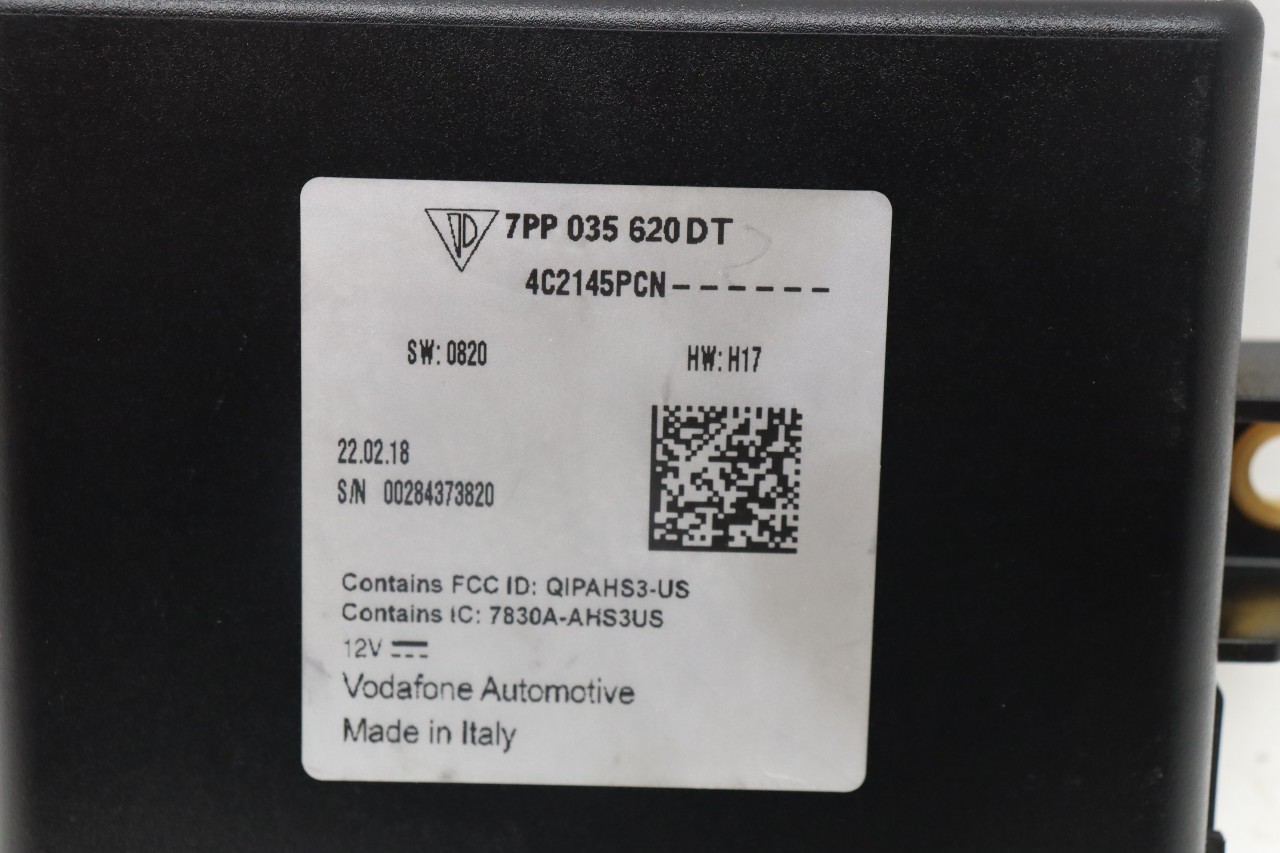 7PP 035 620 DT
4C2145PCN------
SW: 0820 HW: H17
22.02.18
S/N 00284373820
Contains FCC ID: QIPAHS3-US
Contains IC: 7830A-AHS3US
12V
Vodafone Automotive
Made in Italy